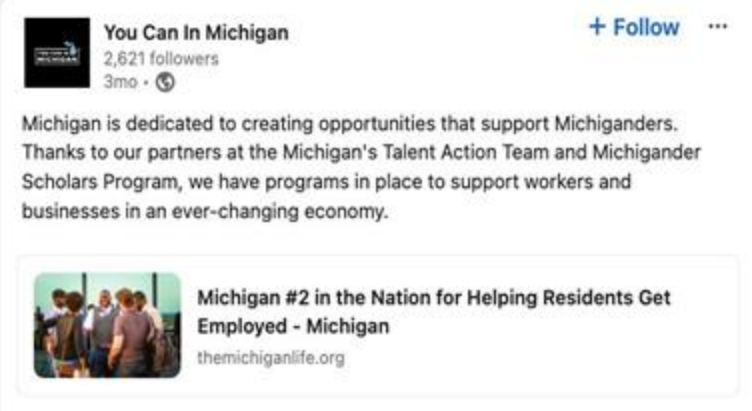 You Can In Michigan
+ Follow
2,621 followers
3mo •
Michigan is dedicated to creating opportunities that support Michiganders.
Thanks to our partners at the Michigan's Talent Action Team and Michigander
Scholars Program, we have programs in place to support workers and
businesses in an ever-changing economy.
Michigan #2 in the Nation for Helping Residents Get
Employed - Michigan
themichiganlife.org